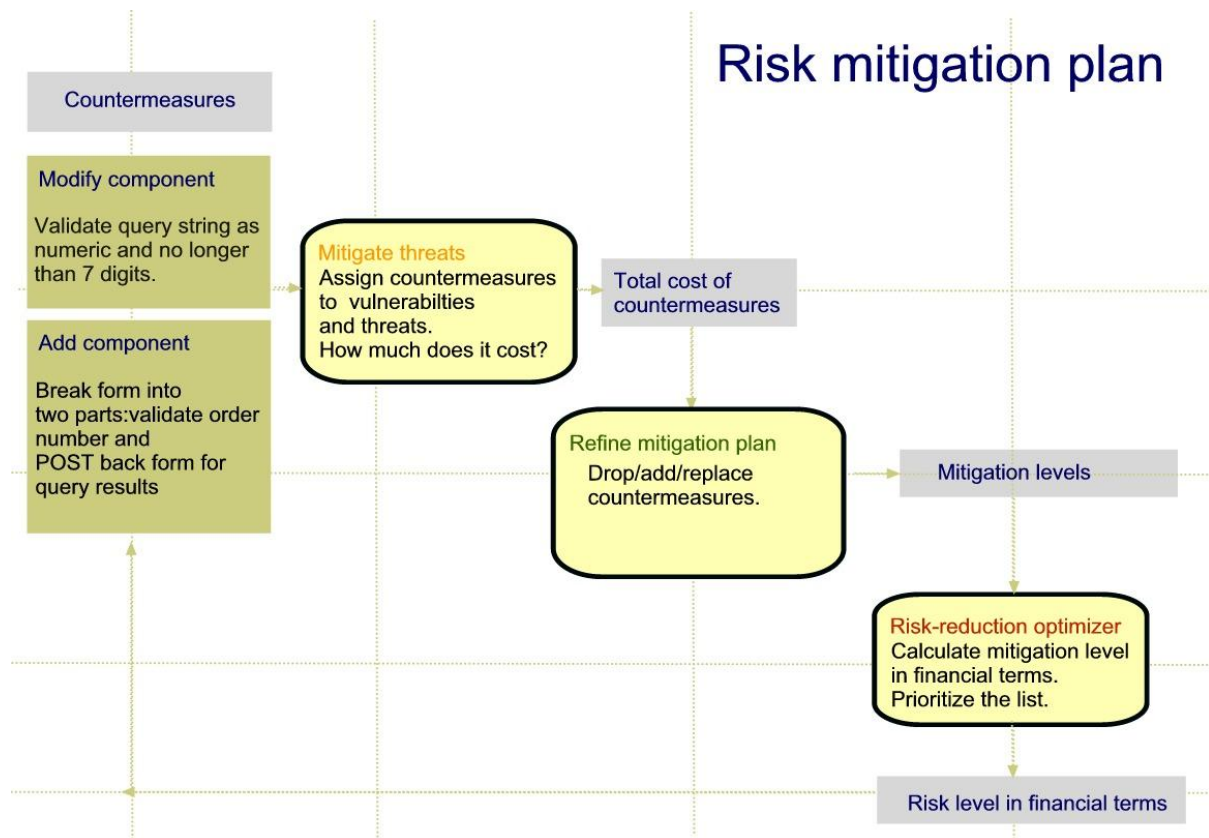 Risk mitigation plan
Countermeasures
Modify component
Validate query string as
numeric and no longer
than 7 digits.
Add component
Break form into
two parts:validate order
number and
POST back form for
query results
Mitigate threats
Assign countermeasures
to vulnerabilties
and threats.
How much does it cost?
Total cost of
countermeasures
Refine mitigation plan
Drop/add/replace
countermeasures.
Mitigation levels
Risk-reduction optimizer
Calculate mitigation level
in financial terms.
Prioritize the list.
Risk level in financial terms